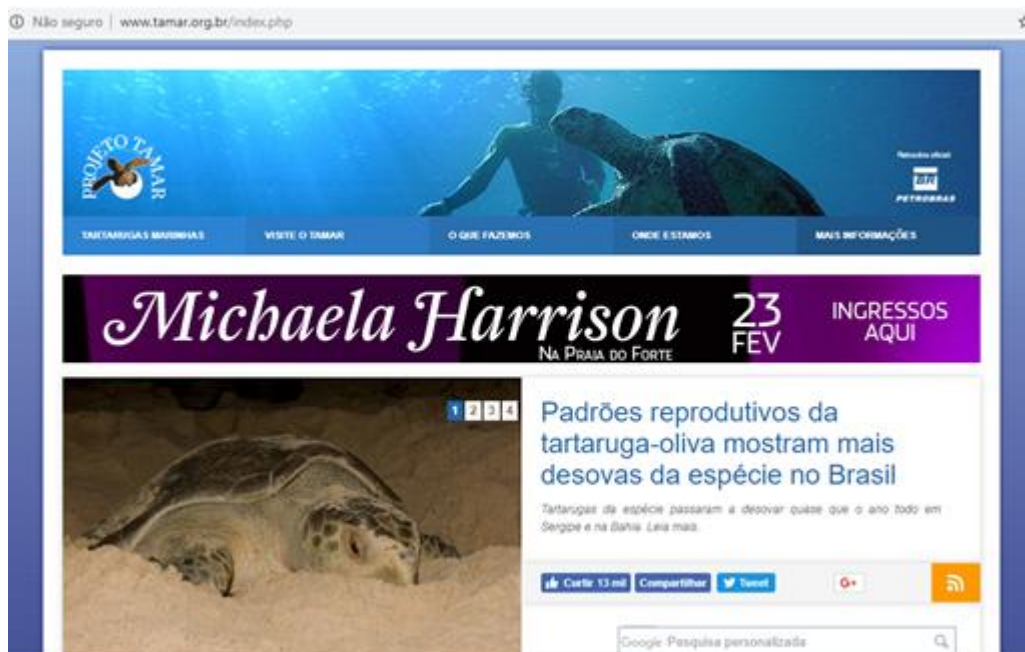 Não seguro | www.tamar.org.br/index.php
PROJETO TAMAR
Patrocínio oficial:
BR
PETROBRAS
TARTARUGAS MARINHAS VISITE O TAMAR O QUE FAZEMOS ONDE ESTAMOS MAIS INFORMAÇÕES
Michaela Harrison
NA PRAIA DO FORTE
23
FEV
INGRESSOS
AQUI
1 2 3 4
Padrões reprodutivos da
tartaruga-oliva mostram mais
desovas da espécie no Brasil
Tartarugas da espécie passaram a desovar quase que o ano todo em
Sergipe e na Bahia. Leia mais.
Curtir 13 mil Compartilhar Tweet G+
Google Pesquisa personalizada